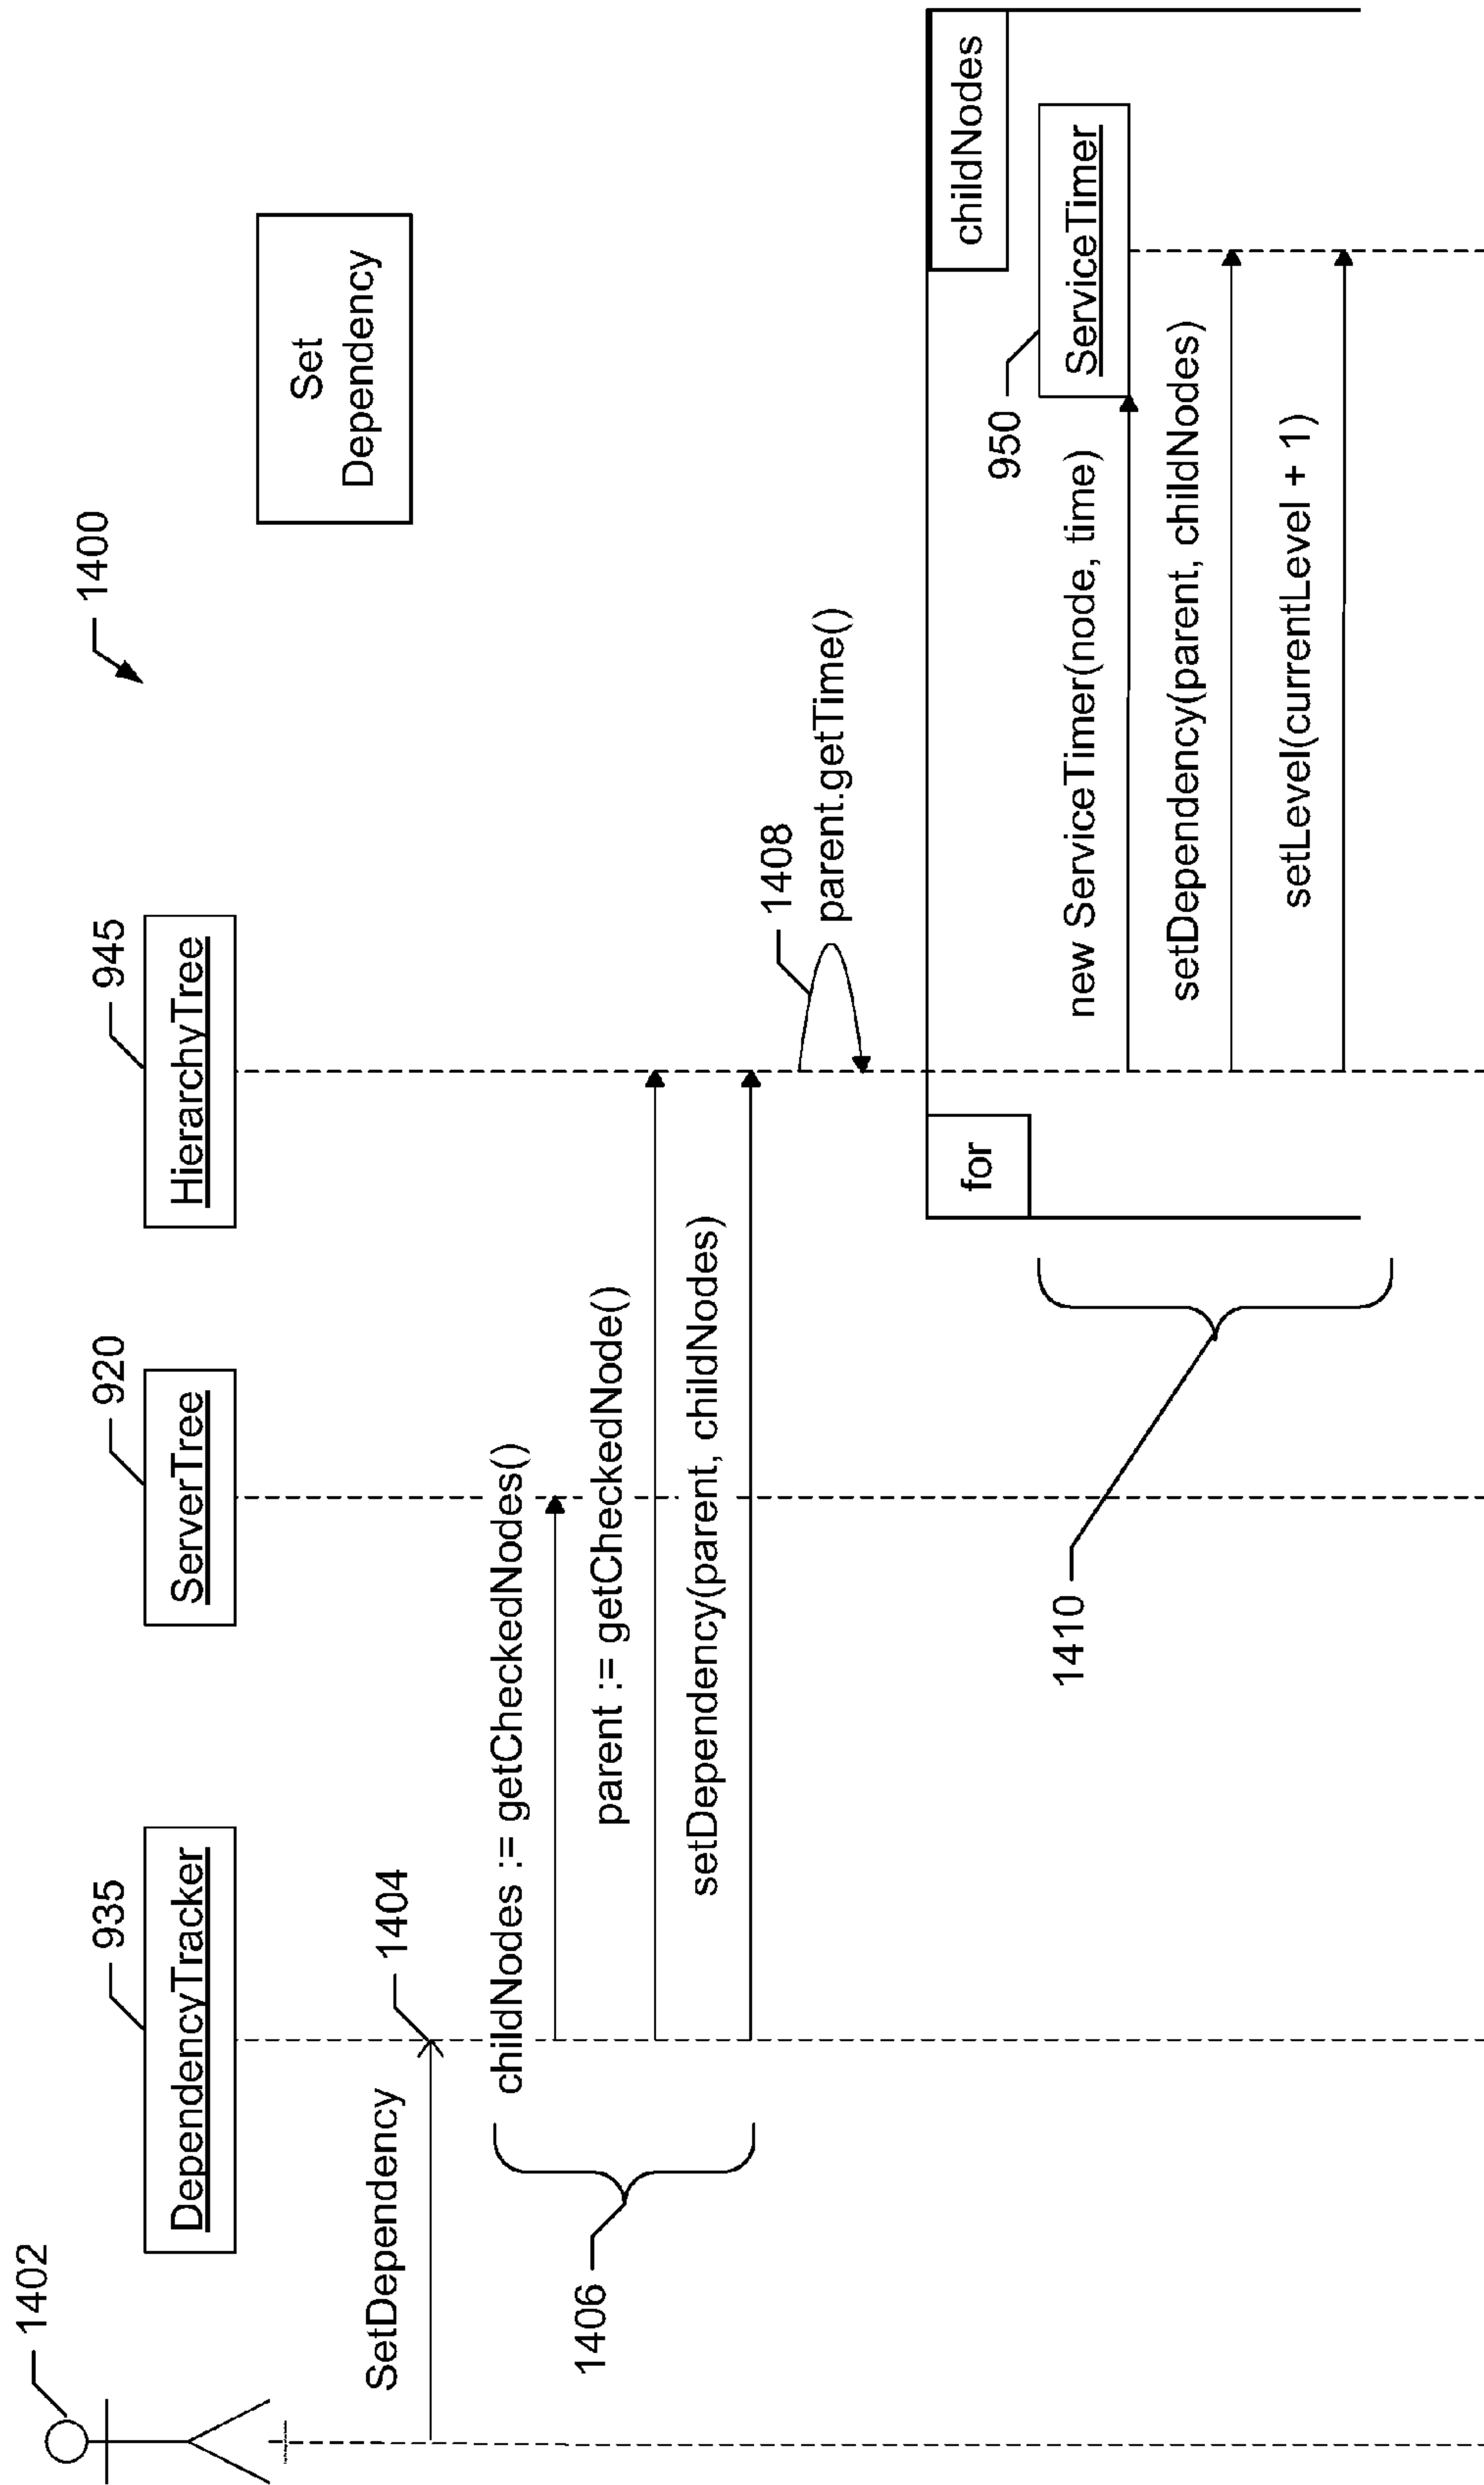 1400
Set
Dependency
1402
935
DependencyTracker
920
ServerTree
945
HierarchyTree
SetDependency
1404
childNodes := getCheckedNodes()
parent := getCheckedNode()
setDependency(parent, childNodes)
1406
1408
parent.getTime()
for
childNodes
950
ServiceTimer
new ServiceTimer(node, time)
setDependency(parent, childNodes)
setLevel(currentLevel + 1)
1410